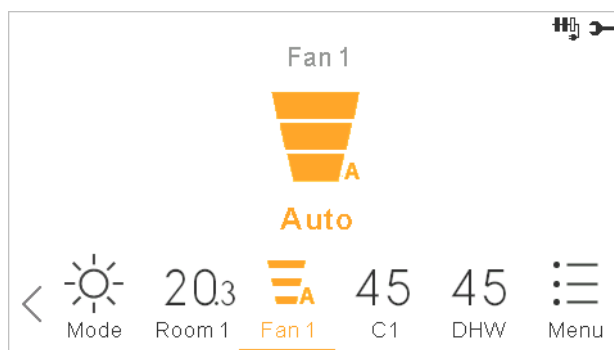 Fan 1
A
Auto
20.3 A 45 45
Mode Room 1 Fan 1 C1 DHW Menu